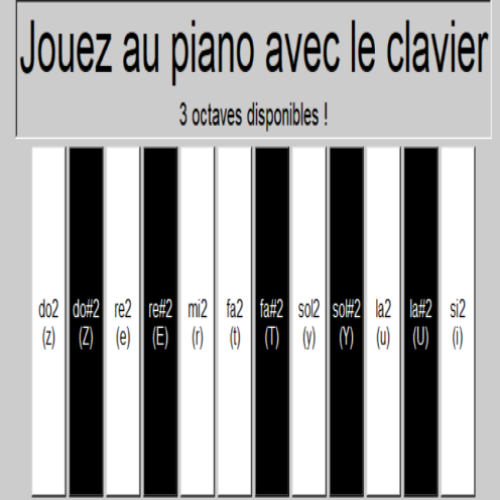 Jouez au piano avec le clavier
3 octaves disponibles !
do2 do#2 re2 re#2 mi2 fa2 fa#2 sol2 sol#2 la2 la#2 si2
(z) (Z) (e) (E) (r) (t) (T) (y) (Y) (u) (U) (i)